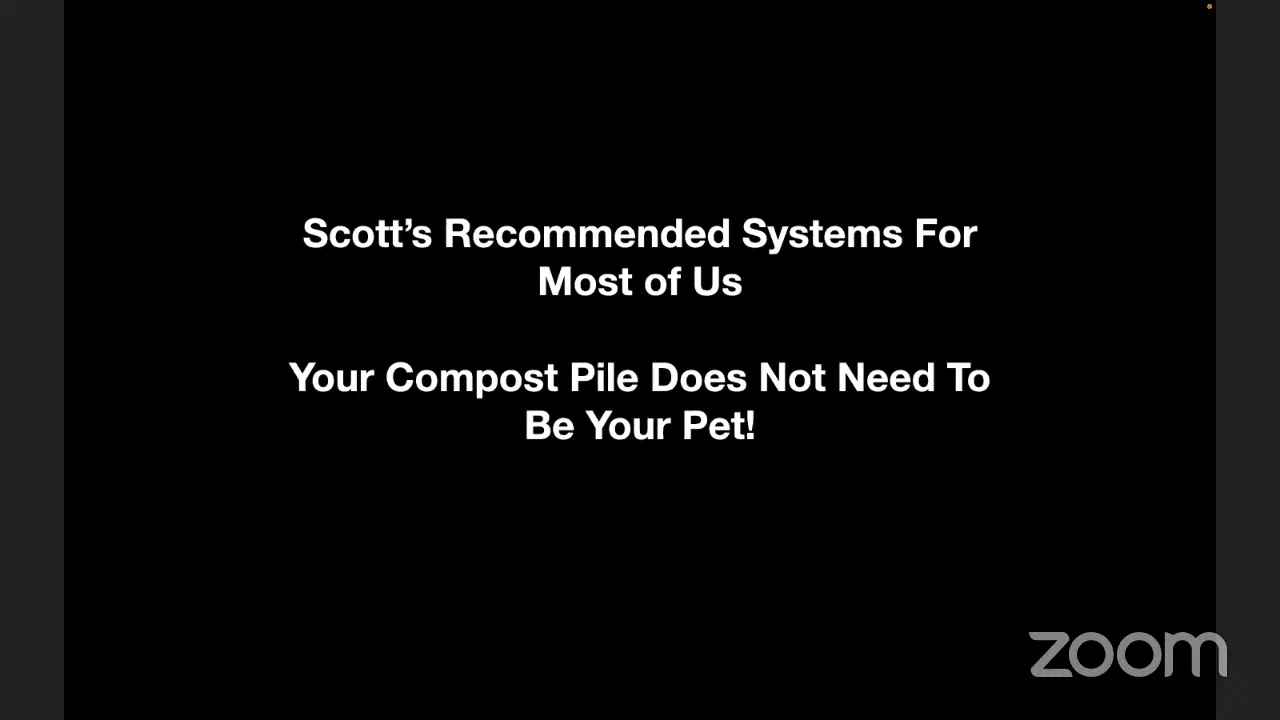 Scott’s Recommended Systems For
Most of Us
Your Compost Pile Does Not Need To
Be Your Pet!
zoom